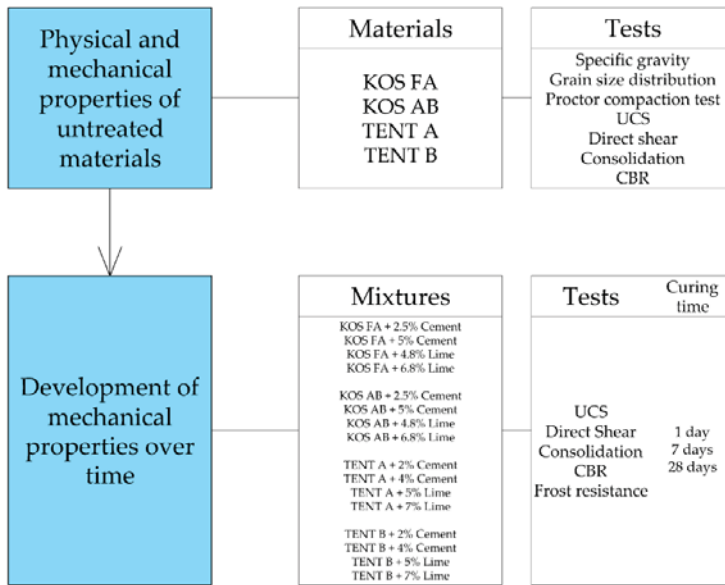 Physical and
mechanical
properties of
untreated
materials
Materials
KOS FA
KOS AB
TENT A
TENT B
Tests
Specific gravity
Grain size distribution
Proctor compaction test
UCS
Direct shear
Consolidation
CBR
Development of
mechanical
properties over
time
Mixtures
KOS FA + 2.5% Cement
KOS FA + 5% Cement
KOS FA + 4.8% Lime
KOS FA + 6.8% Lime
KOS AB + 2.5% Cement
KOS AB + 5% Cement
KOS AB + 4.8% Lime
KOS AB + 6.8% Lime
TENT A + 2% Cement
TENT A + 4% Cement
TENT A + 5% Lime
TENT A + 7% Lime
TENT B + 2% Cement
TENT B + 4% Cement
TENT B + 5% Lime
TENT B + 7% Lime
Tests
UCS
Direct Shear
Consolidation
CBR
Frost resistance
Curing
time
1 day
7 days
28 days